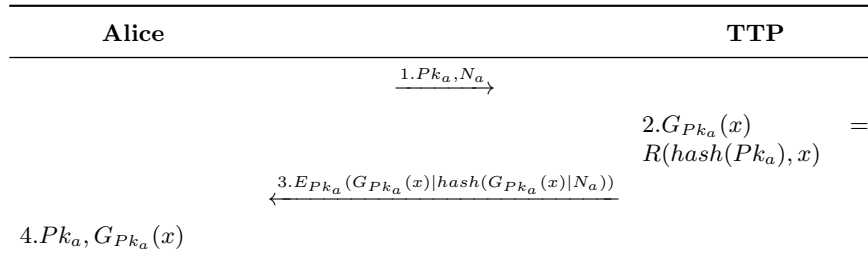 Alice TTP
1.Pk_a, N_a
2.G_{Pk_a}(x) =
R(hash(Pk_a), x)
3.E_{Pk_a}(G_{Pk_a}(x)|hash(G_{Pk_a}(x)|N_a))
4.Pk_a, G_{Pk_a}(x)